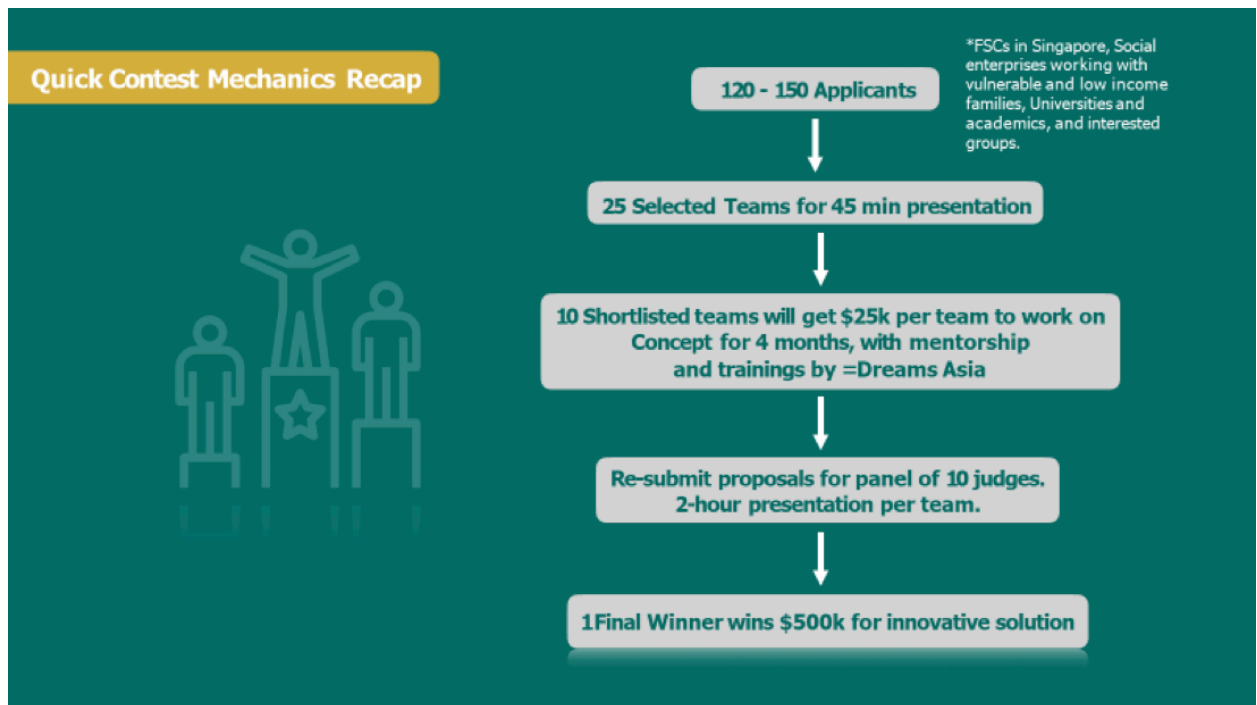 Quick Contest Mechanics Recap
120 - 150 Applicants
*FSCs in Singapore, Social
enterprises working with
vulnerable and low income
families, Universities and
academics, and interested
groups.
25 Selected Teams for 45 min presentation
10 Shortlisted teams will get $25k per team to work on
Concept for 4 months, with mentorship
and trainings by =Dreams Asia
Re-submit proposals for panel of 10 judges.
2-hour presentation per team.
1Final Winner wins $500k for innovative solution